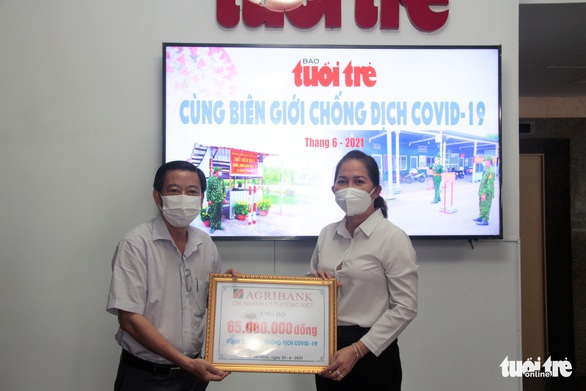 tuổi trẻ
BÁO
tuổi trẻ
CÙNG BIÊN GIỚI CHỐNG DỊCH COVID-19
Tháng 6 - 2021
AGRIBANK
CHI NHÁNH LÝ THƯỜNG KIỆT
ỦNG HỘ
65.000.000 đồng
CÙNG BIÊN GIỚI CHỐNG DỊCH COVID-19
tuổi trẻ
online